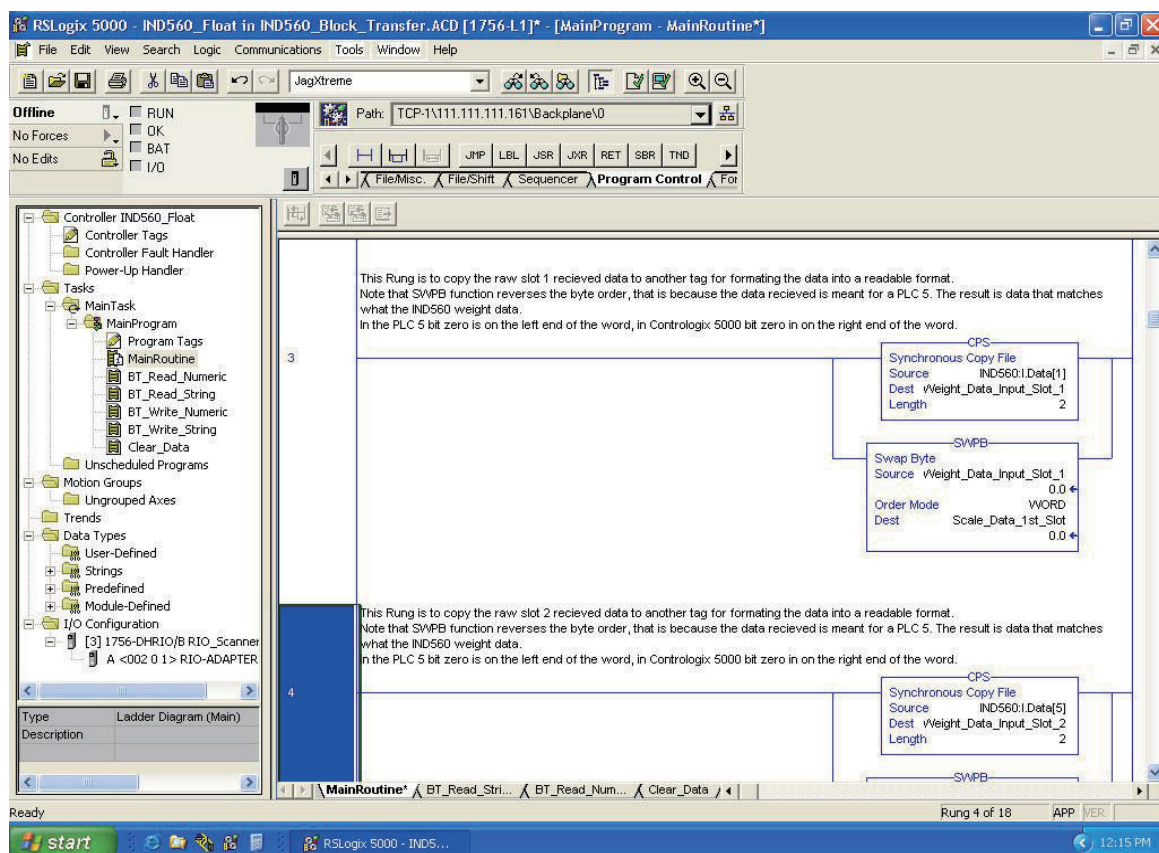 RSLogix 5000 - IND560_Float in IND560_Block_Transfer.ACD [1756-L1]* - [MainProgram - MainRoutine*]
File Edit View Search Logic Communications Tools Window Help
JagXtreme
Offline
RUN
No Forces
OK
BAT
No Edits
I/O
Path: TCP-1\111.111.111.161\Backplane\0
JMP LBL JSR JXR RET SBR TND
File/Misc. File/Shift Sequencer Program Control For
Controller IND560_Float
Controller Tags
Controller Fault Handler
Power-Up Handler
Tasks
MainTask
MainProgram
Program Tags
MainRoutine
BT_Read_Numeric
BT_Read_String
BT_Write_Numeric
BT_Write_String
Clear_Data
Unscheduled Programs
Motion Groups
Ungrouped Axes
Trends
Data Types
User-Defined
Strings
Predefined
Module-Defined
I/O Configuration
[3] 1756-DHRIO/B RIO_Scanner
A <002 0 1> RIO-ADAPTER
Type Ladder Diagram (Main)
Description
This Rung is to copy the raw slot 1 recieved data to another tag for formating the data into a readable format.
Note that SWPB function reverses the byte order, that is because the data recieved is meant for a PLC 5. The result is data that matches
what the IND560 weight data.
In the PLC 5 bit zero is on the left end of the word, in Contrologix 5000 bit zero in on the right end of the word.
3
CPS
Synchronous Copy File
Source IND560:I.Data[1]
Dest Weight_Data_Input_Slot_1
Length 2
SWPB
Swap Byte
Source Weight_Data_Input_Slot_1
0.0
Order Mode WORD
Dest Scale_Data_1st_Slot
0.0
This Rung is to copy the raw slot 2 recieved data to another tag for formating the data into a readable format.
Note that SWPB function reverses the byte order, that is because the data recieved is meant for a PLC 5. The result is data that matches
what the IND560 weight data.
In the PLC 5 bit zero is on the left end of the word, in Contrologix 5000 bit zero in on the right end of the word.
4
CPS
Synchronous Copy File
Source IND560:I.Data[5]
Dest Weight_Data_Input_Slot_2
Length 2
SWPB
MainRoutine* BT_Read_Stri... BT_Read_Num... Clear_Data
Ready
Rung 4 of 18 APP VER
start
RSLogix 5000 - IND5...
12:15 PM